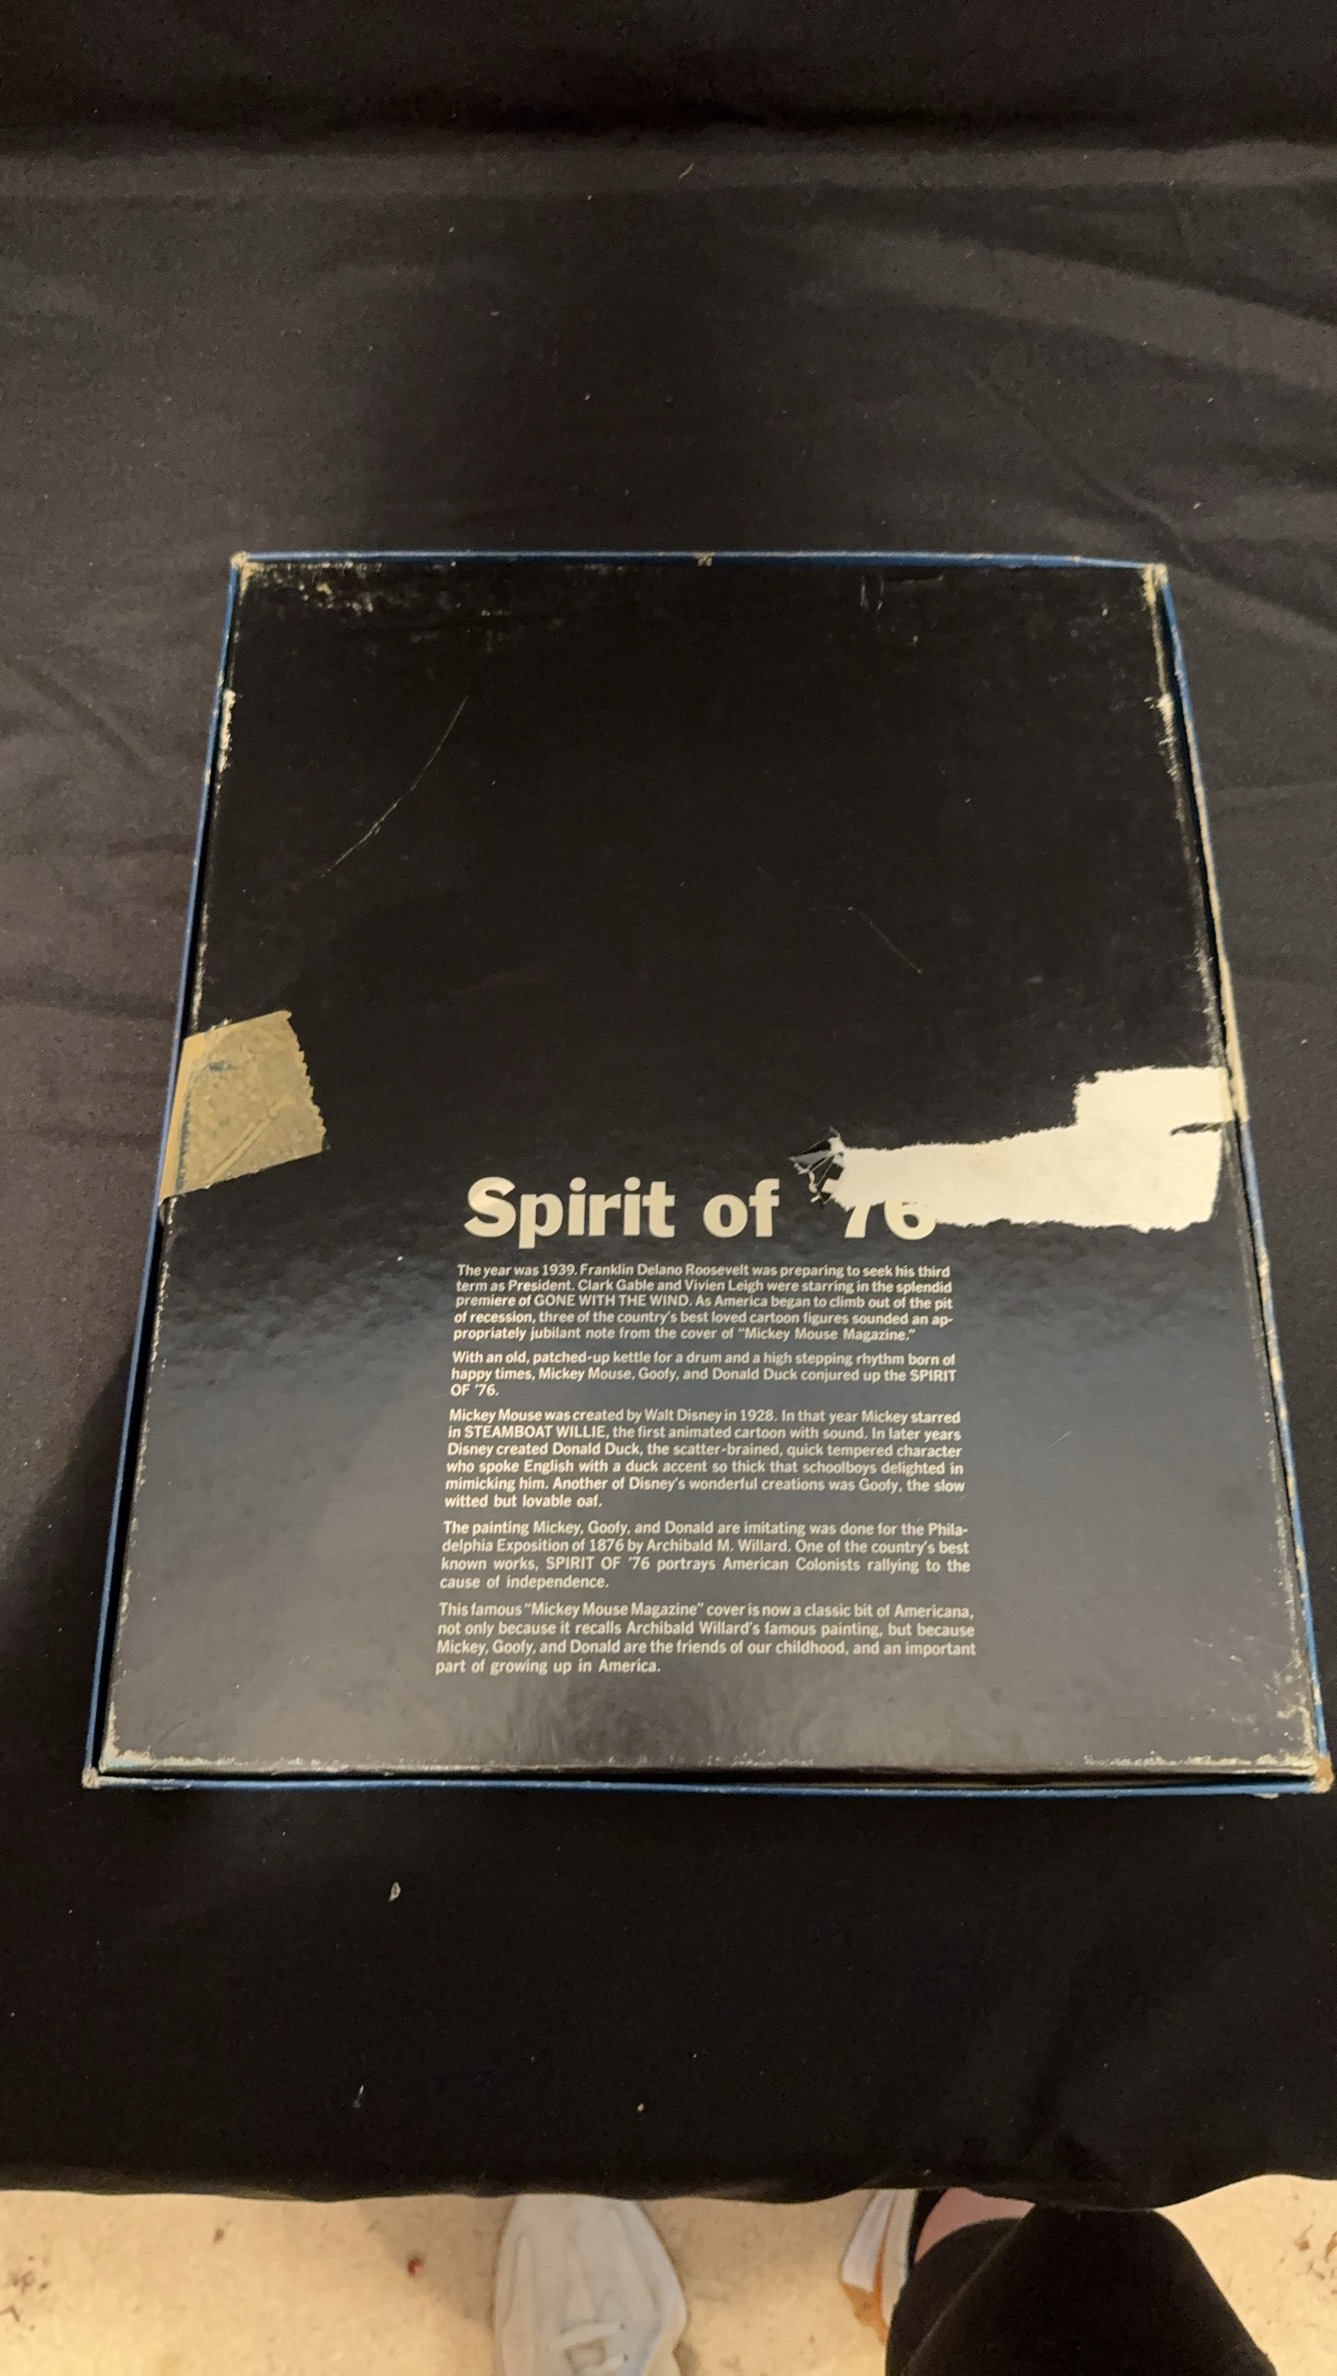 Spirit of '76
The year was 1939. Franklin Delano Roosevelt was preparing to seek his third
term as President. Clark Gable and Vivien Leigh were starring in the splendid
premiere of GONE WITH THE WIND. As America began to climb out of the pit
of recession, three of the country's best loved cartoon figures sounded an ap-
propriately jubilant note from the cover of "Mickey Mouse Magazine."
With an old, patched-up kettle for a drum and a high stepping rhythm born of
happy times, Mickey Mouse, Goofy, and Donald Duck conjured up the SPIRIT
OF '76.
Mickey Mouse was created by Walt Disney in 1928. In that year Mickey starred
in STEAMBOAT WILLIE, the first animated cartoon with sound. In later years
Disney created Donald Duck, the scatter-brained, quick tempered character
who spoke English with a duck accent so thick that schoolboys delighted in
mimicking him. Another of Disney's wonderful creations was Goofy, the slow
witted but lovable oaf.
The painting Mickey, Goofy, and Donald are imitating was done for the Phila-
delphia Exposition of 1876 by Archibald M. Willard. One of the country's best
known works, SPIRIT OF '76 portrays American Colonists rallying to the
cause of independence.
This famous "Mickey Mouse Magazine" cover is now a classic bit of Americana,
not only because it recalls Archibald Willard's famous painting, but because
Mickey, Goofy, and Donald are the friends of our childhood, and an important
part of growing up in America.